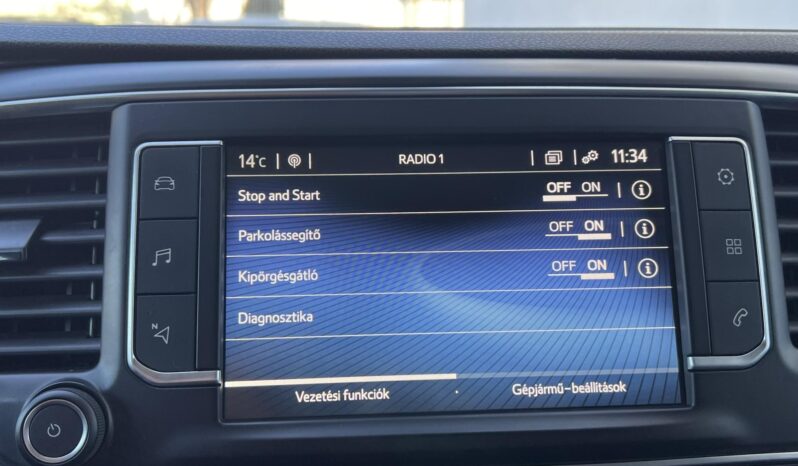 14°C RADIO 1 11:34
Stop and Start OFF ON
Parkolássegítő OFF ON
Kipörgésgátló OFF ON
Diagnosztika
Vezetési funkciók Gépjármű-beállítások
N